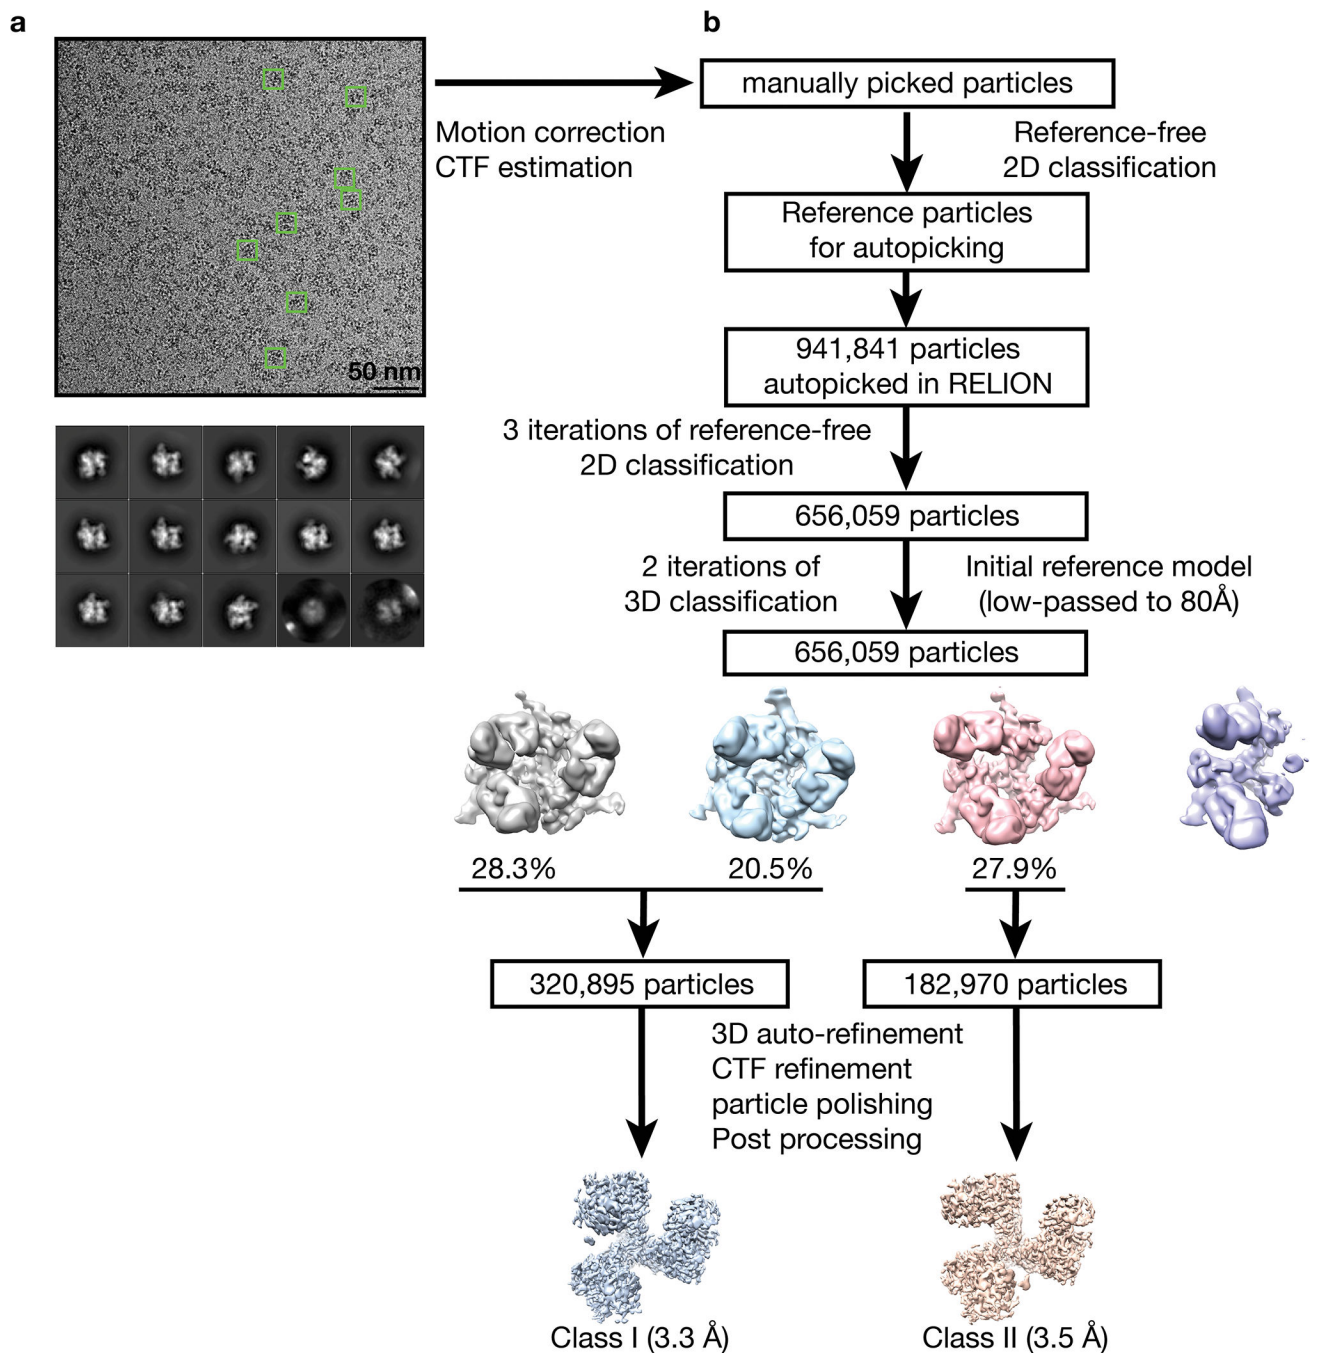 a
50 nm
b
Motion correction
CTF estimation
manually picked particles
Reference-free
2D classification
Reference particles
for autopicking
941,841 particles
autopicked in RELION
3 iterations of reference-free
2D classification
656,059 particles
2 iterations of
3D classification
Initial reference model
(low-passed to 80Å)
656,059 particles
28.3%
20.5%
27.9%
320,895 particles
182,970 particles
3D auto-refinement
CTF refinement
particle polishing
Post processing
Class I (3.3 Å)
Class II (3.5 Å)